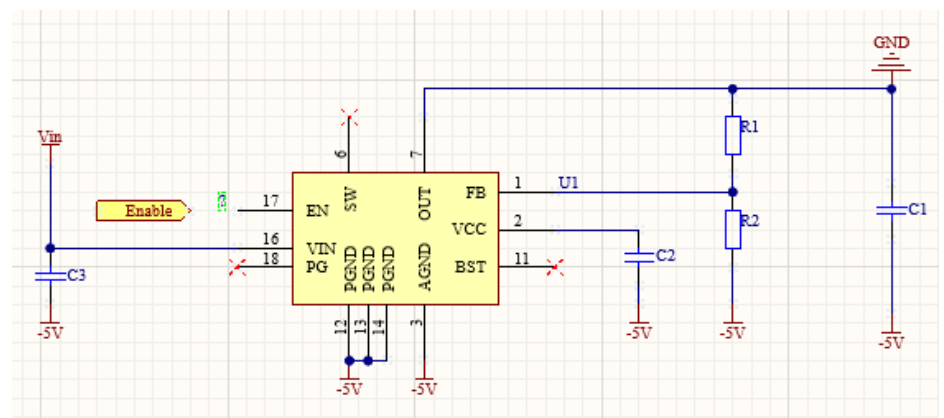 GND
Vin
6
7
R1
SW
OUT
FB
1
U1
Enable
17
EN
VCC
2
R2
C1
16
VIN
18
PG
PGND
PGND
PGND
AGND
BST
11
C2
C3
12
13
14
3
-5V
-5V
-5V
-5V
-5V
-5V